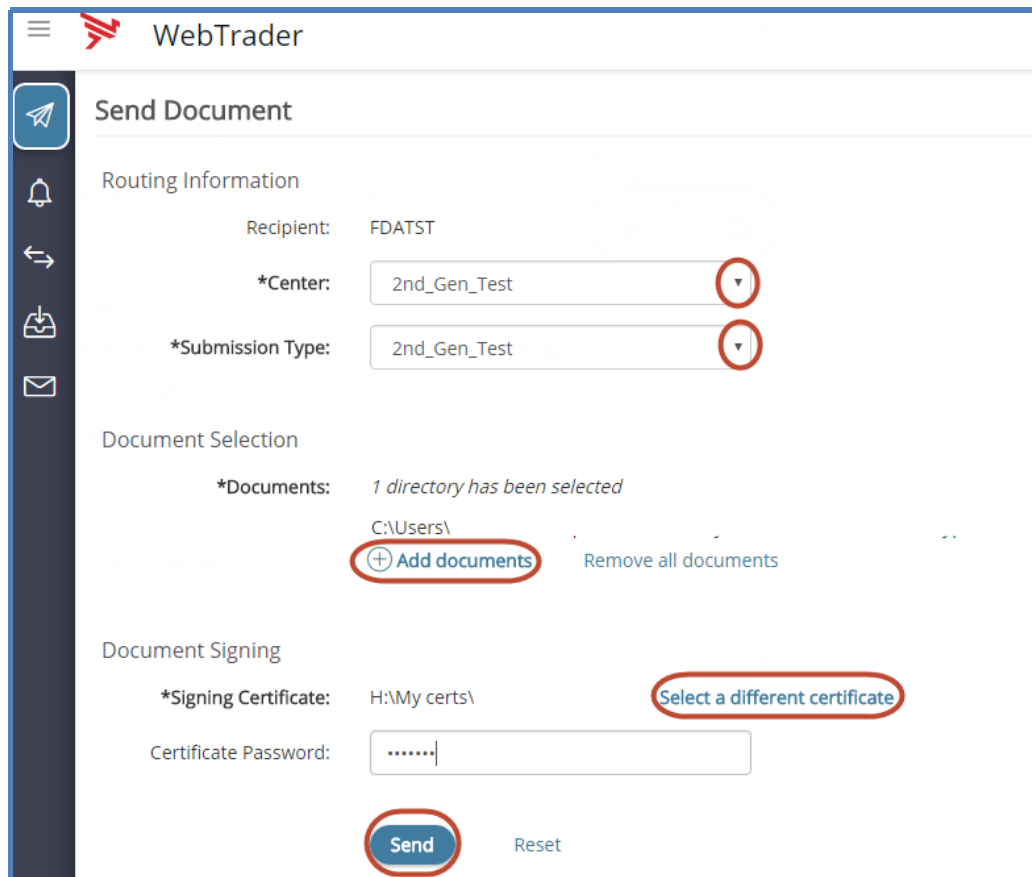 WebTrader
Send Document
Routing Information
Recipient: FDATST
*Center: 2nd_Gen_Test
*Submission Type: 2nd_Gen_Test
Document Selection
*Documents: 1 directory has been selected
C:\Users\
Add documents Remove all documents
Document Signing
*Signing Certificate: H:\My certs\ Select a different certificate
Certificate Password: •••••••
Send Reset